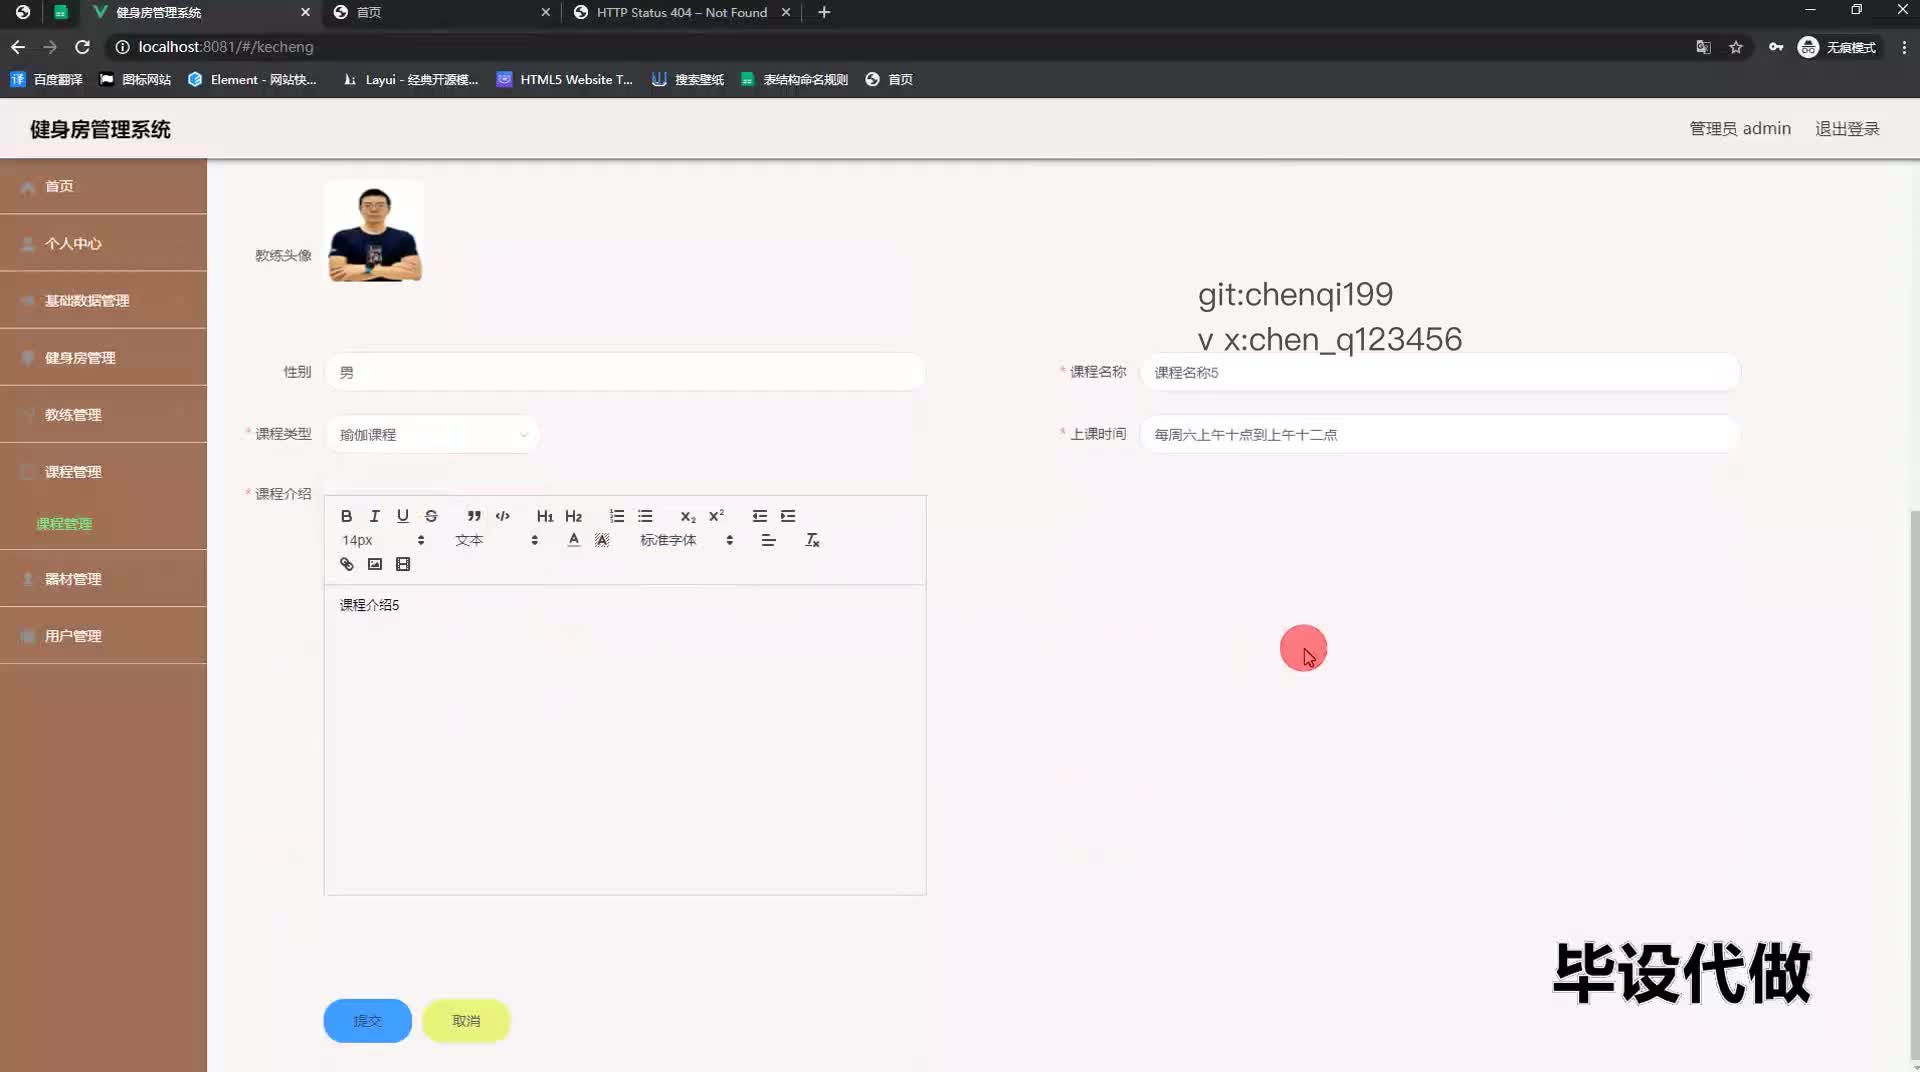 健身房管理系统
首页
HTTP Status 404 – Not Found
localhost:8081/#/kecheng
无痕模式
百度翻译
图标网站
Element - 网站快...
Layui - 经典开源模...
HTML5 Website T...
搜索壁纸
表结构命名规则
首页
健身房管理系统
管理员 admin
退出登录
首页
个人中心
基础数据管理
健身房管理
教练管理
课程管理
课程管理
器材管理
用户管理
教练头像
git:chenqi199
v x:chen_q123456
性别
男
* 课程名称
课程名称5
* 课程类型
瑜伽课程
* 上课时间
每周六上午十点到上午十二点
* 课程介绍
14px
文本
标准字体
课程介绍5
毕设代做
提交
取消